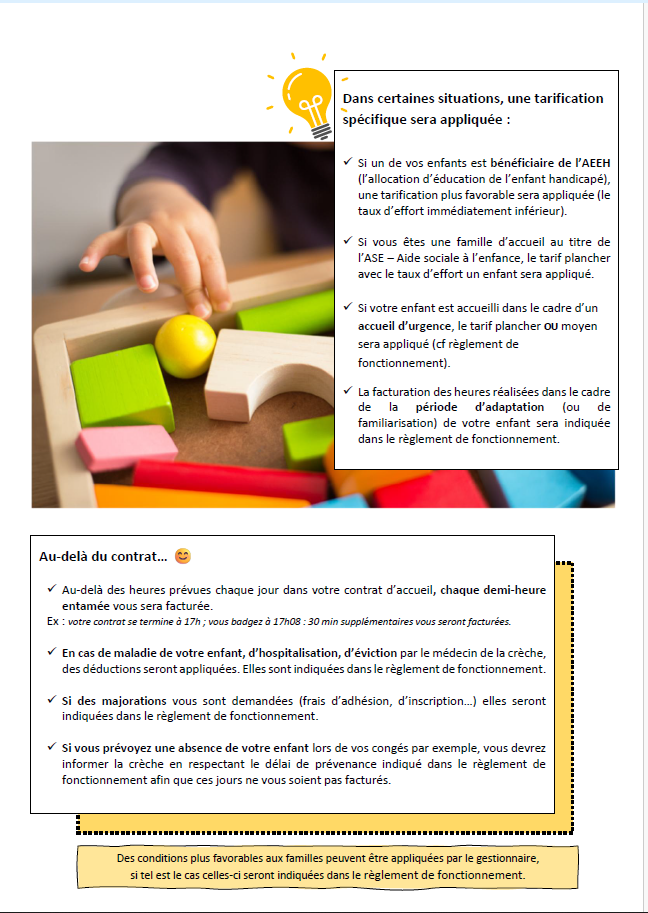 Dans certaines situations, une tarification
spécifique sera appliquée :
✓ Si un de vos enfants est bénéficiaire de l’AEEH
(l’allocation d’éducation de l’enfant handicapé),
une tarification plus favorable sera appliquée (le
taux d’effort immédiatement inférieur).
✓ Si vous êtes une famille d’accueil au titre de
l’ASE – Aide sociale à l’enfance, le tarif plancher
avec le taux d’effort un enfant sera appliqué.
✓ Si votre enfant est accueilli dans le cadre d’un
accueil d’urgence, le tarif plancher ou moyen
sera appliqué (cf règlement de
fonctionnement).
✓ La facturation des heures réalisées dans le cadre
de la période d’adaptation (ou de
familiarisation) de votre enfant sera indiquée
dans le règlement de fonctionnement.
Au-delà du contrat… 😊
✓ Au-delà des heures prévues chaque jour dans votre contrat d’accueil, chaque demi-heure
entamée vous sera facturée.
Ex : votre contrat se termine à 17h ; vous badgez à 17h08 : 30 min supplémentaires vous seront facturées.
✓ En cas de maladie de votre enfant, d’hospitalisation, d’éviction par le médecin de la crèche,
des déductions seront appliquées. Elles sont indiquées dans le règlement de fonctionnement.
✓ Si des majorations vous sont demandées (frais d’adhésion, d’inscription…) elles seront
indiquées dans le règlement de fonctionnement.
✓ Si vous prévoyez une absence de votre enfant lors de vos congés par exemple, vous devrez
informer la crèche en respectant le délai de prévenance indiqué dans le règlement de
fonctionnement afin que ces jours ne vous soient pas facturés.
Des conditions plus favorables aux familles peuvent être appliquées par le gestionnaire,
si tel est le cas celles-ci seront indiquées dans le règlement de fonctionnement.